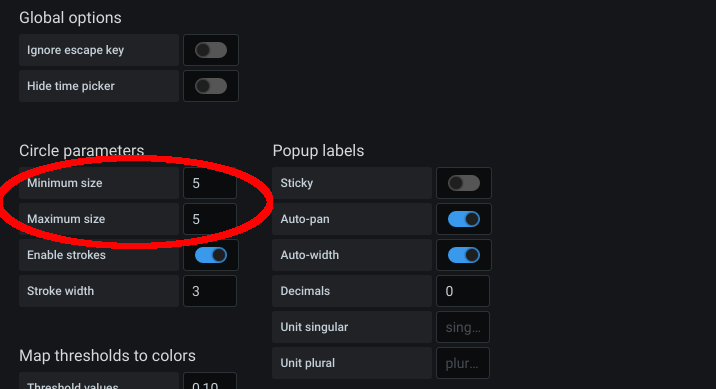 Global options
Ignore escape key
Hide time picker
Circle parameters
Minimum size 5
Maximum size 5
Enable strokes
Stroke width 3
Map thresholds to colors
Threshold values 0,10
Popup labels
Sticky
Auto-pan
Auto-width
Decimals 0
Unit singular sing...
Unit plural plur...